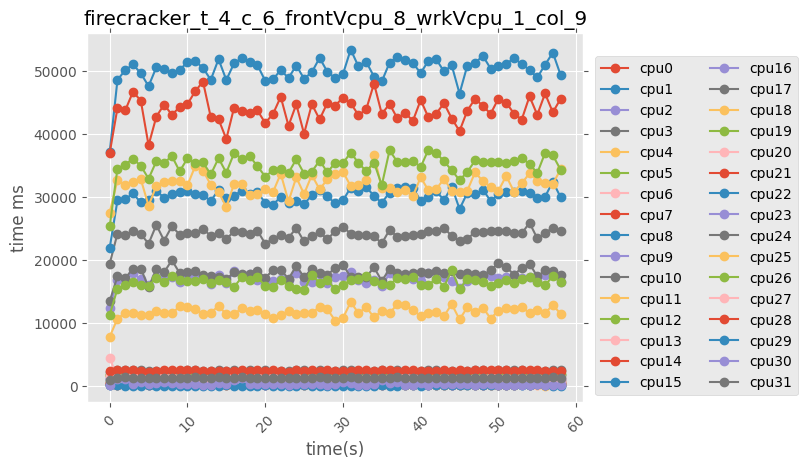 firecracker_t_4_c_6_frontVcpu_8_wrkVcpu_1_col_9
time ms
50000
40000
30000
20000
10000
0
0
10
20
30
40
50
60
time(s)
cpu0
cpu1
cpu2
cpu3
cpu4
cpu5
cpu6
cpu7
cpu8
cpu9
cpu10
cpu11
cpu12
cpu13
cpu14
cpu15
cpu16
cpu17
cpu18
cpu19
cpu20
cpu21
cpu22
cpu23
cpu24
cpu25
cpu26
cpu27
cpu28
cpu29
cpu30
cpu31